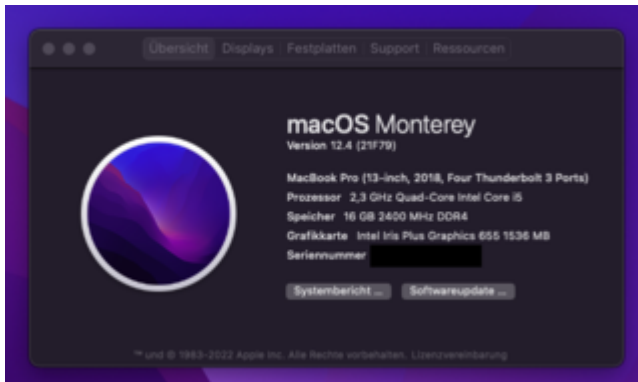 Übersicht Displays Festplatten Support Ressourcen
macOS Monterey
Version 12.4 (21F79)
MacBook Pro (13-inch, 2018, Four Thunderbolt 3 Ports)
Prozessor 2,3 GHz Quad-Core Intel Core i5
Speicher 16 GB 2400 MHz DDR4
Grafikkarte Intel Iris Plus Graphics 655 1536 MB
Seriennummer
Systembericht ... Softwareupdate ...
™ und © 1983-2022 Apple Inc. Alle Rechte vorbehalten. Lizenzvereinbarung